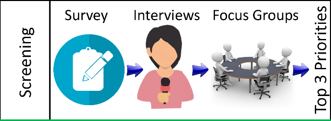 Screening
Survey
Interviews
Focus Groups
Top 3 Priorities